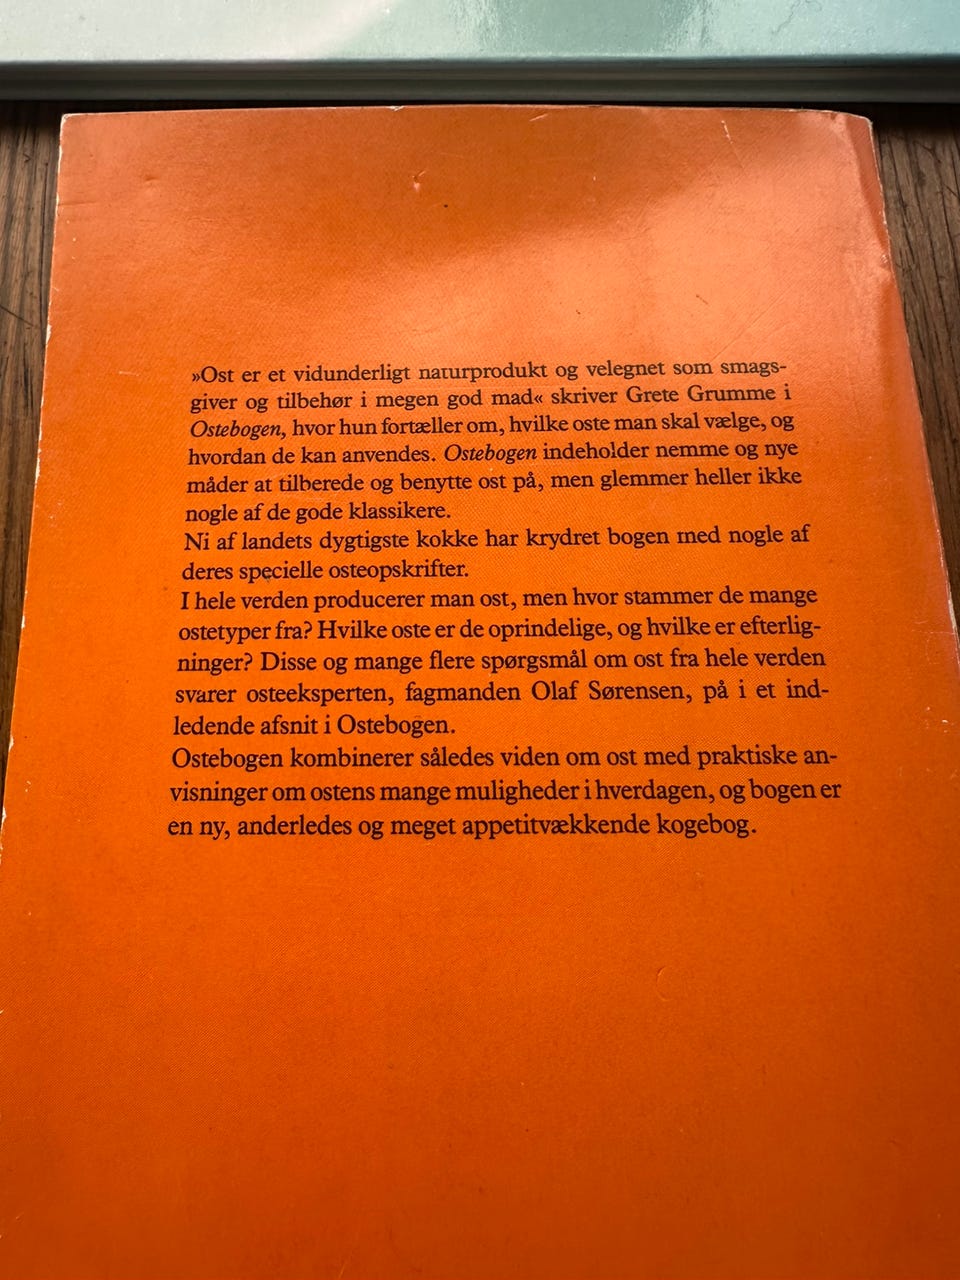 »Ost er et vidunderligt naturprodukt og velegnet som smags-
giver og tilbehør i megen god mad« skriver Grete Grumme i
Ostebogen, hvor hun fortæller om, hvilke oste man skal vælge, og
hvordan de kan anvendes. Ostebogen indeholder nemme og nye
måder at tilberede og benytte ost på, men glemmer heller ikke
nogle af de gode klassikere.
Ni af landets dygtigste kokke har krydret bogen med nogle af
deres specielle osteopskrifter.
I hele verden producerer man ost, men hvor stammer de mange
ostetyper fra? Hvilke oste er de oprindelige, og hvilke er efterlig-
ninger? Disse og mange flere spørgsmål om ost fra hele verden
svarer osteeksperten, fagmanden Olaf Sørensen, på i et ind-
ledende afsnit i Ostebogen.
Ostebogen kombinerer således viden om ost med praktiske an-
visninger om ostens mange muligheder i hverdagen, og bogen er
en ny, anderledes og meget appetitvækkende kogebog.